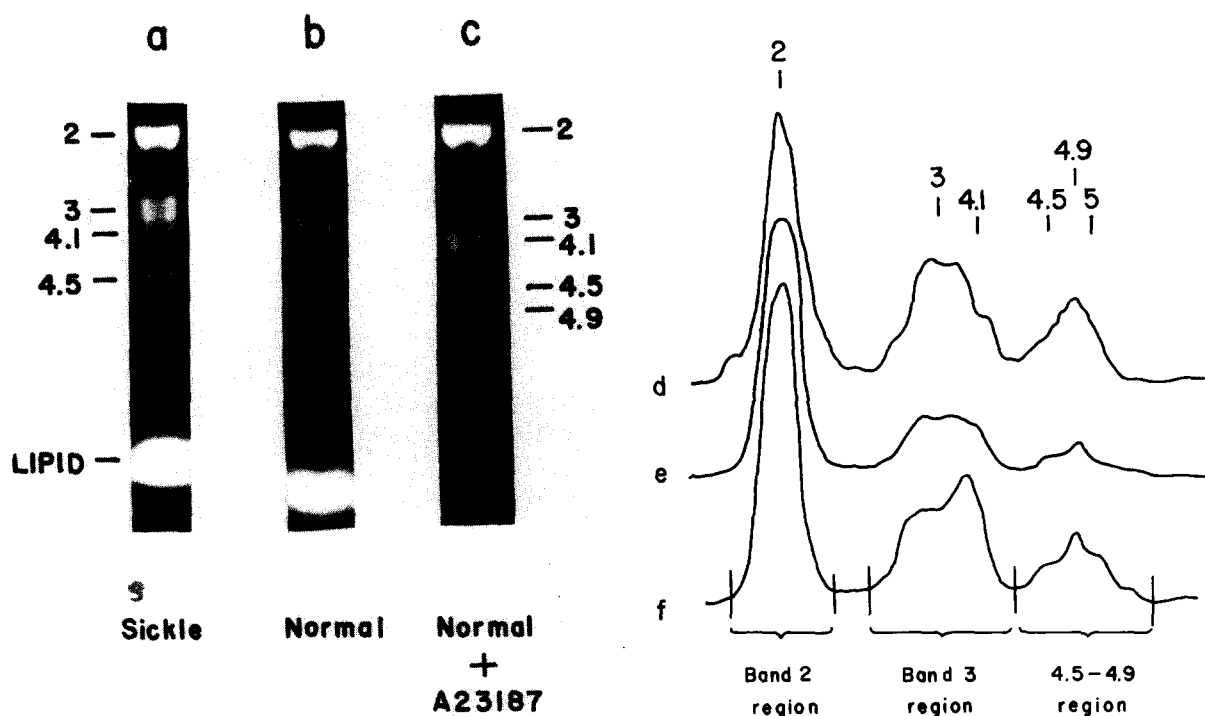 a b c
2
3
4.1
4.5
LIPID
2
3
4.1
4.5
4.9
Sickle Normal Normal
+
A23187
2
3 4.1
4.9
4.5 5
d
e
f
Band 2 Band 3 4.5-4.9
region region region